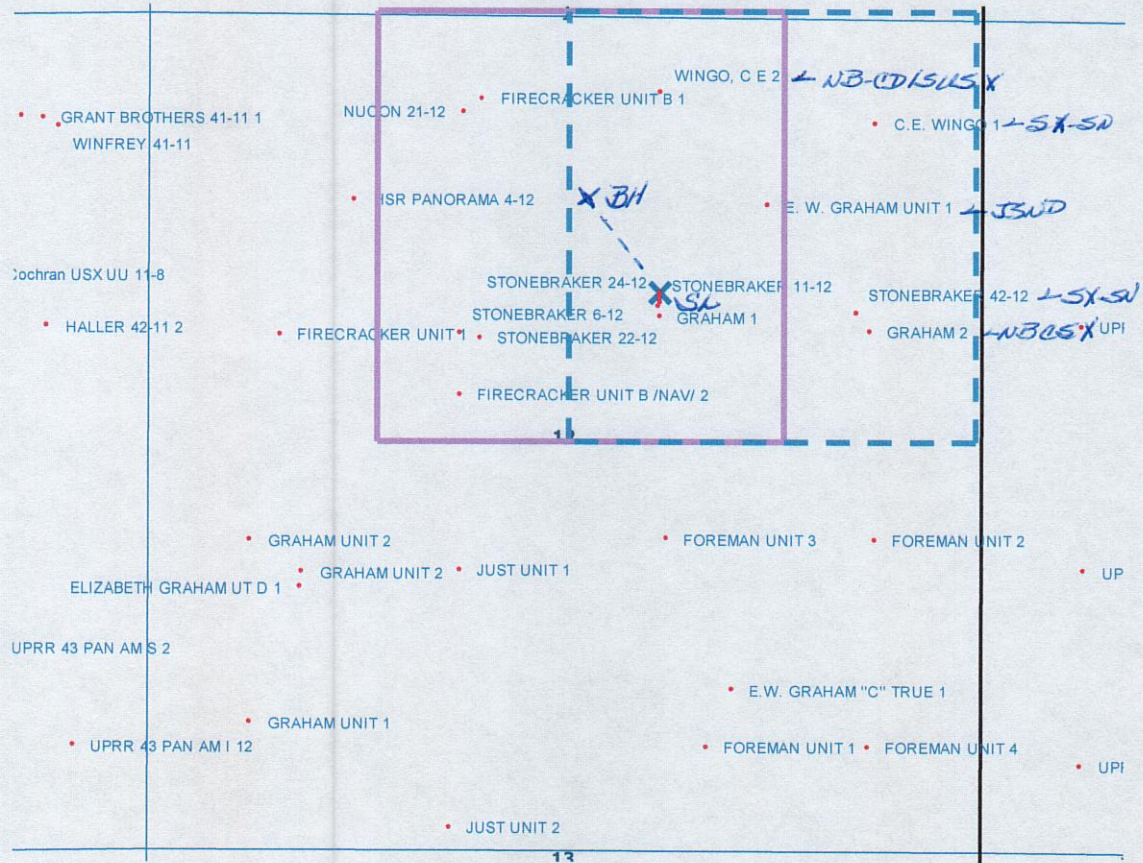 WINGO, C E 2
FIRECRACKER UNIT B 1
NUCON 21-12
GRANT BROTHERS 41-11 1
WINFREY 41-11
C.E. WINGO 1 SX-SN
HSR PANORAMA 4-12
X BH
E. W. GRAHAM UNIT 1 JSND
Cochran USX UU 11-8
STONEBRAKER 24-12
STONEBRAKER 11-12
STONEBRAKER 42-12 SX-SN
SL
STONEBRAKER 6-12
GRAHAM 1
HALLER 42-11 2
FIRECRACKER UNIT 1
STONEBRAKER 22-12
GRAHAM 2
UPI
FIRECRACKER UNIT B /NAV/ 2
12
GRAHAM UNIT 2
FOREMAN UNIT 3
FOREMAN UNIT 2
GRAHAM UNIT 2
JUST UNIT 1
UP
ELIZABETH GRAHAM UT D 1
UPRR 43 PAN AM S 2
E.W. GRAHAM "C" TRUE 1
GRAHAM UNIT 1
UPRR 43 PAN AM I 12
FOREMAN UNIT 1
FOREMAN UNIT 4
UPI
JUST UNIT 2
13